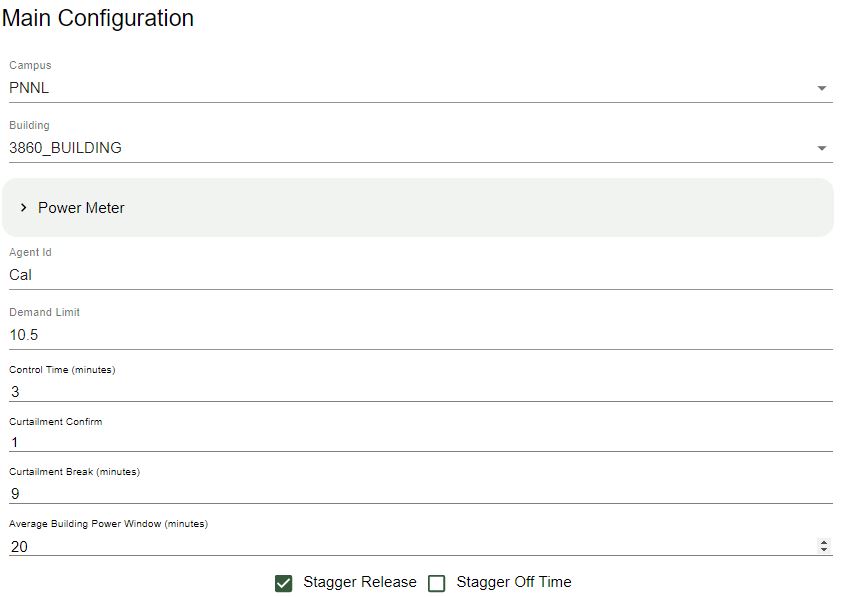 Main Configuration
Campus
PNNL
Building
3860_BUILDING
Power Meter
Agent Id
Cal
Demand Limit
10.5
Control Time (minutes)
3
Curtailment Confirm
1
Curtailment Break (minutes)
9
Average Building Power Window (minutes)
20
Stagger Release Stagger Off Time